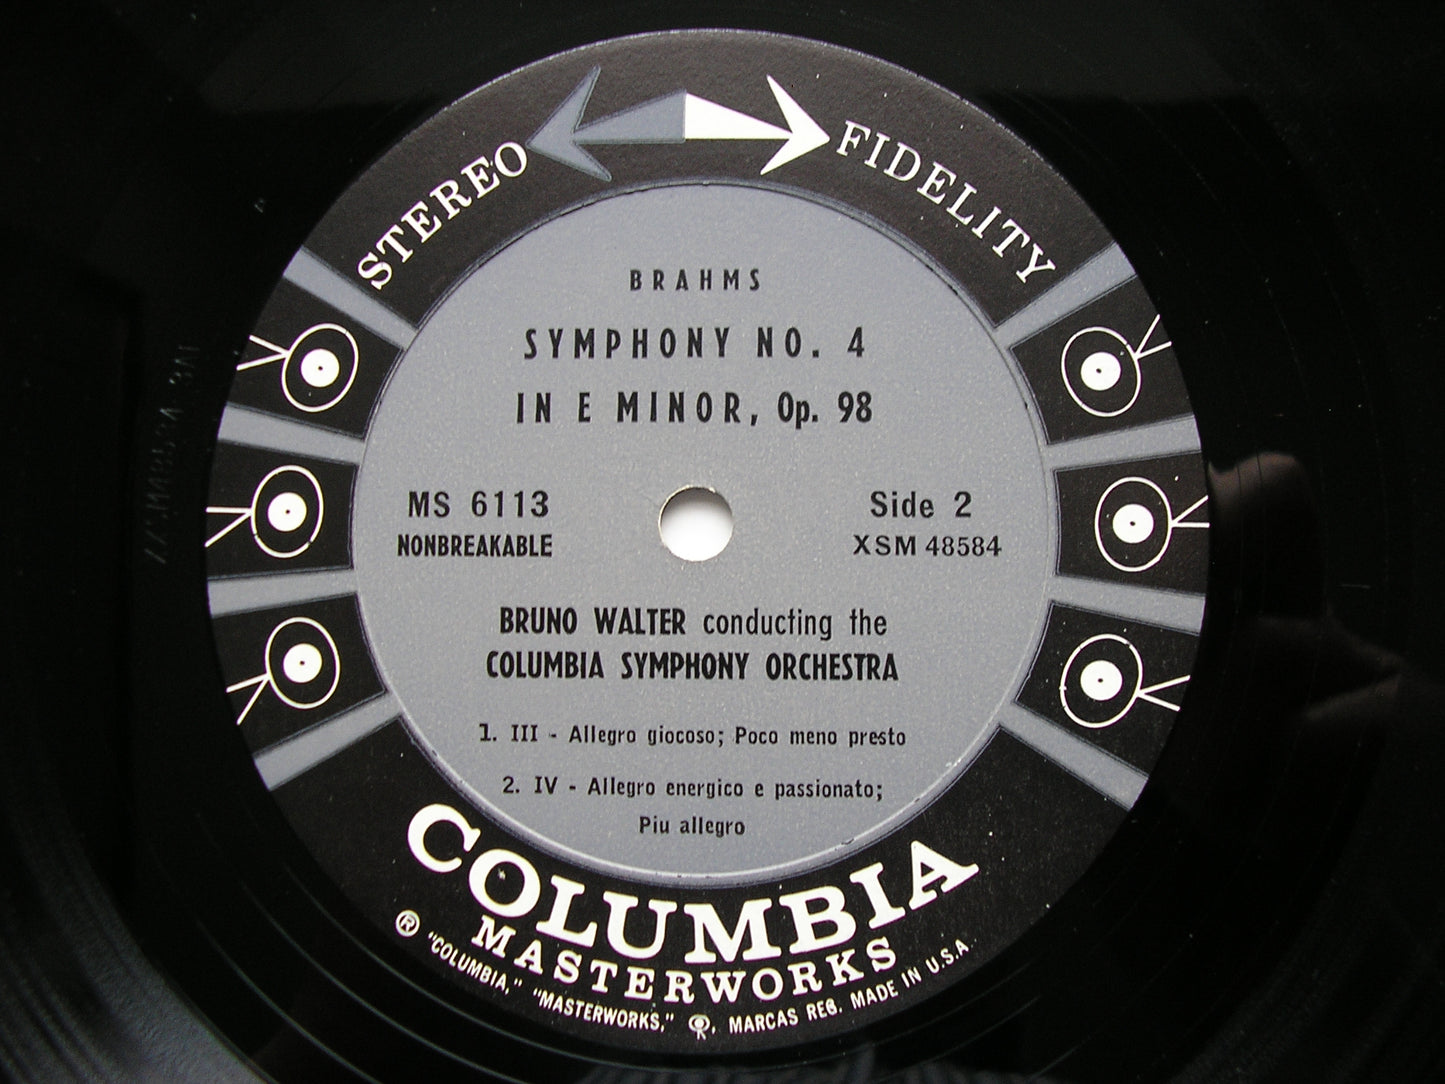 STEREO FIDELITY
BRAHMS
SYMPHONY NO. 4
IN E MINOR, Op. 98
MS 6113
NONBREAKABLE
Side 2
XSM 48584
BRUNO WALTER conducting the
COLUMBIA SYMPHONY ORCHESTRA
1. III - Allegro giocoso; Poco meno presto
2. IV - Allegro energico e passionato;
Piu allegro
COLUMBIA
MASTERWORKS
® "COLUMBIA," "MASTERWORKS," , MARCAS REG. MADE IN U.S.A.